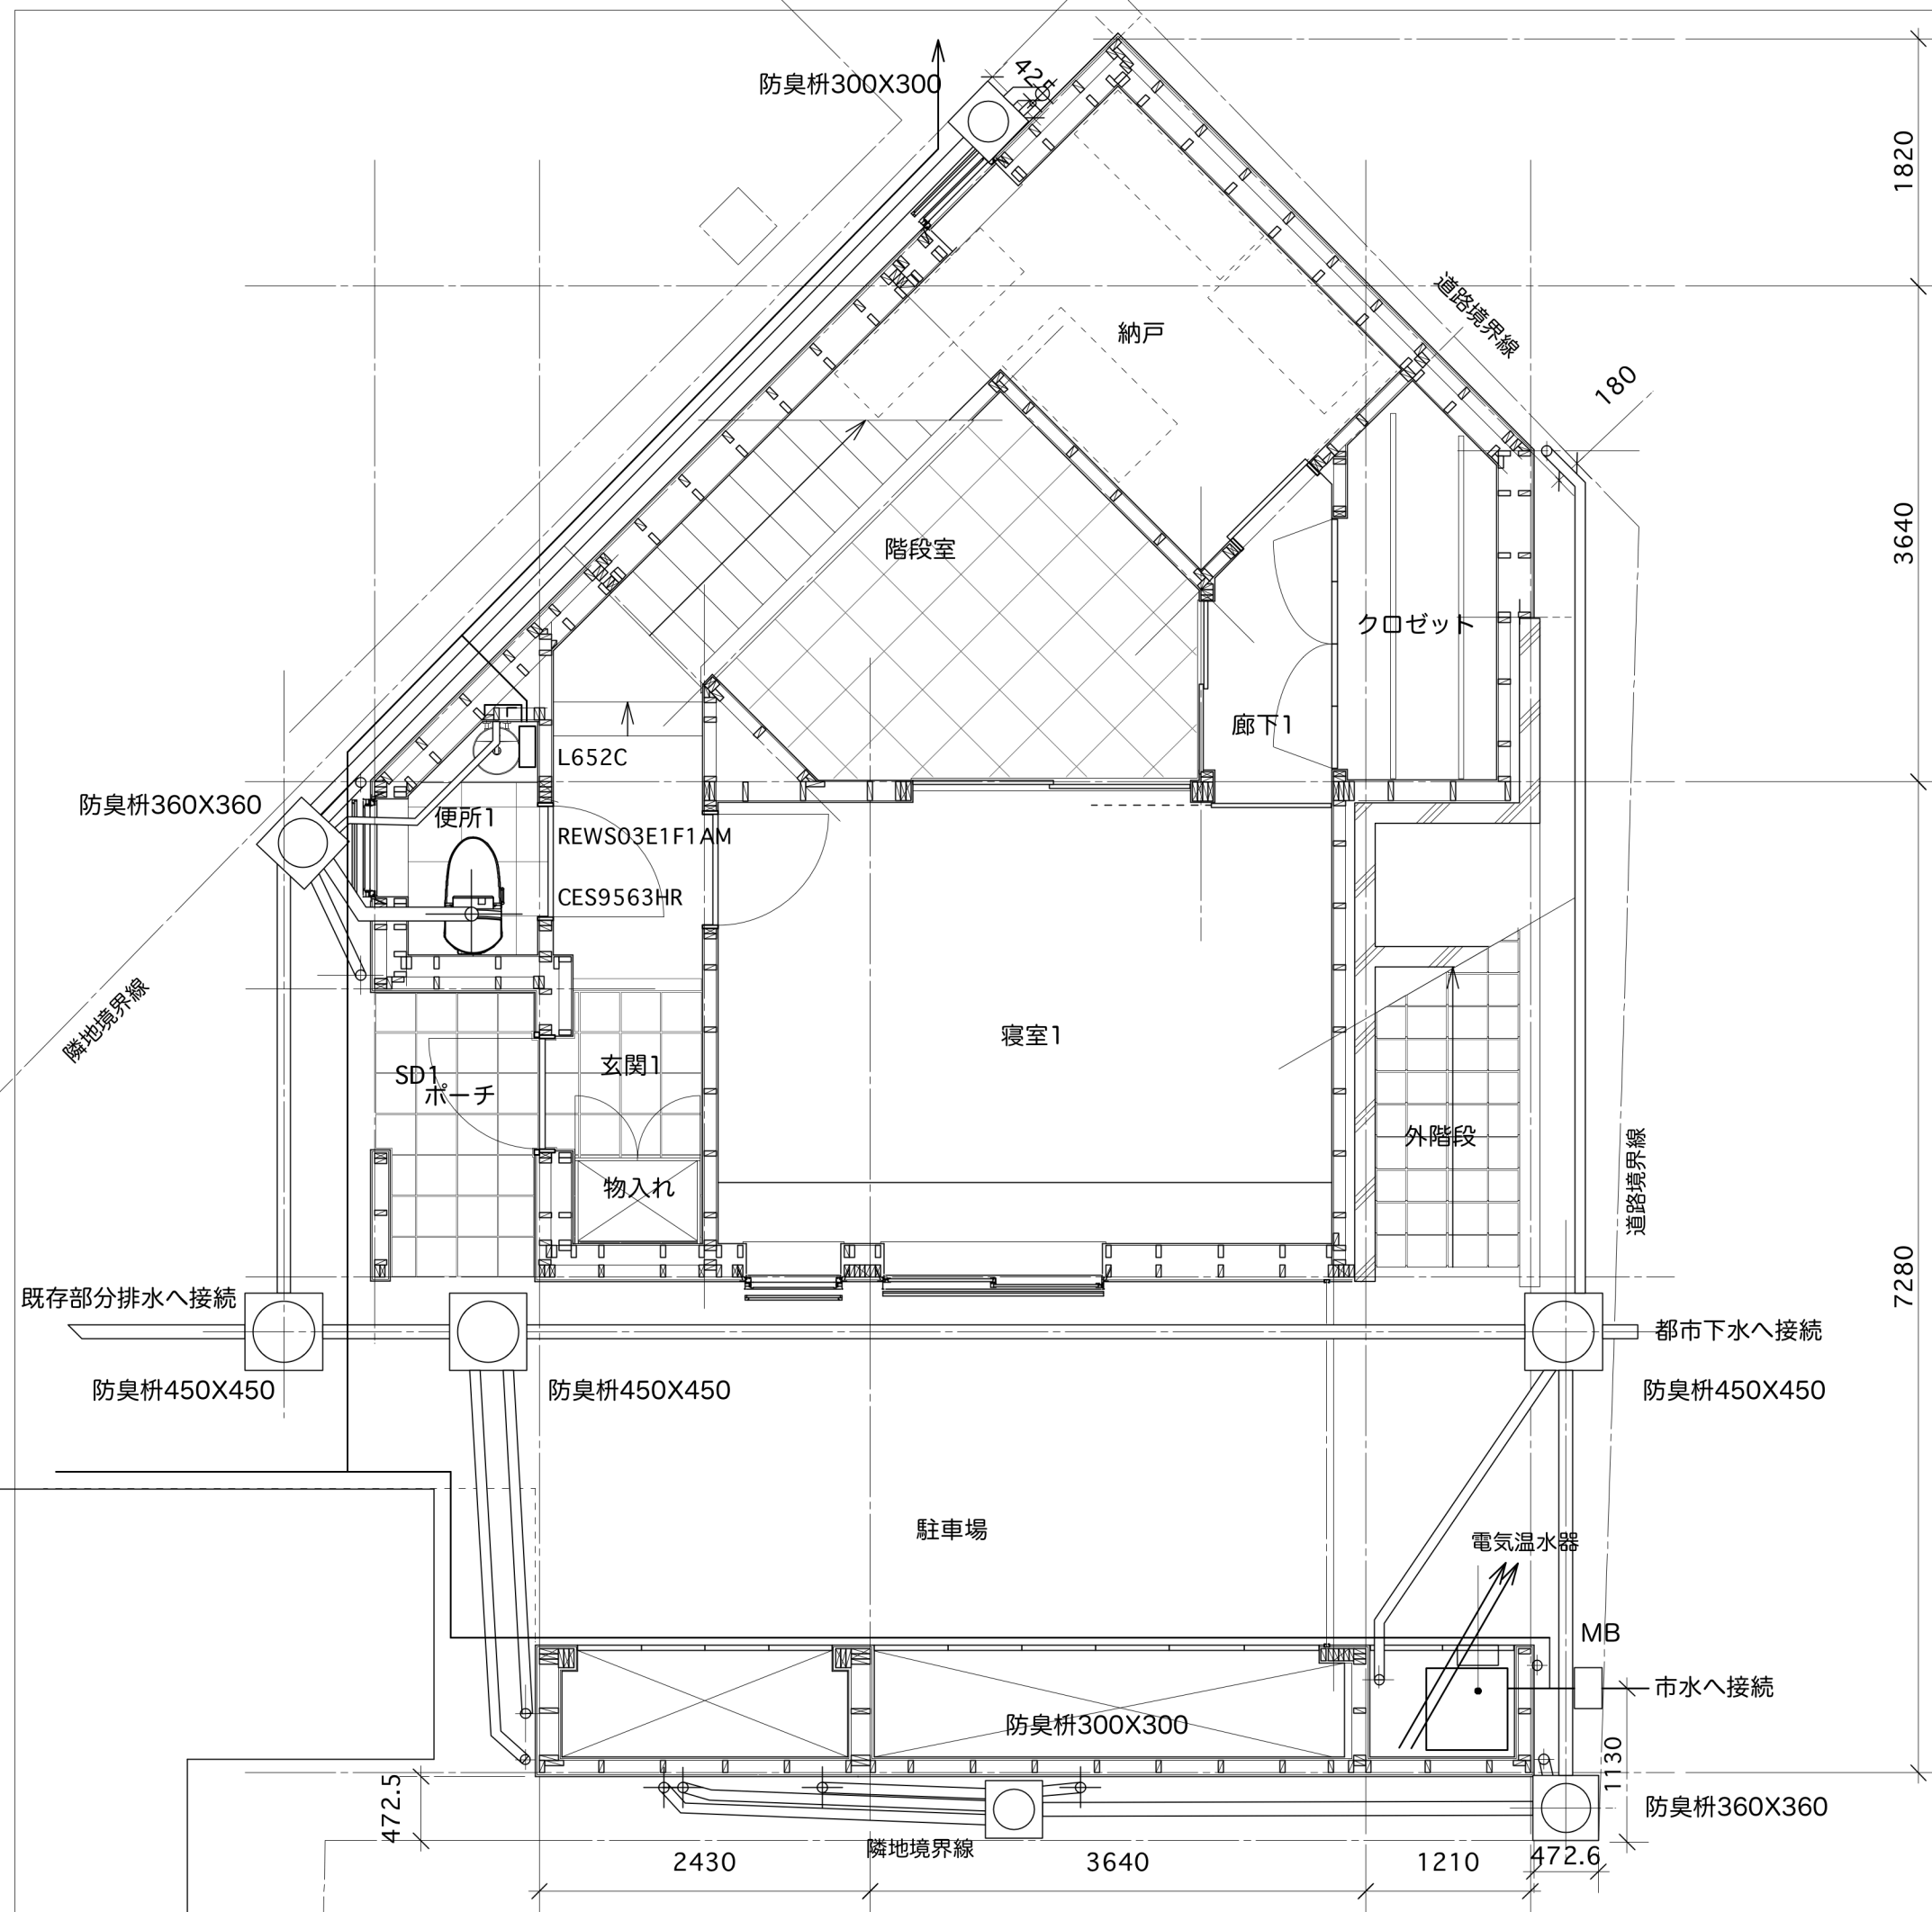 防臭枡300X300
1820
納戸
道路境界線
180
3640
階段室
クロゼット
廊下1
L652C
防臭枡360X360
便所1
REWS03E1F1AM
CES9563HR
隣地境界線
寝室1
玄関1
SD1
ポーチ
外階段
道路境界線
物入れ
7280
既存部分排水へ接続
都市下水へ接続
防臭枡450X450
防臭枡450X450
防臭枡450X450
駐車場
電気温水器
MB
市水へ接続
防臭枡300X300
1130
472.5
防臭枡360X360
隣地境界線
2430
3640
1210
472.6